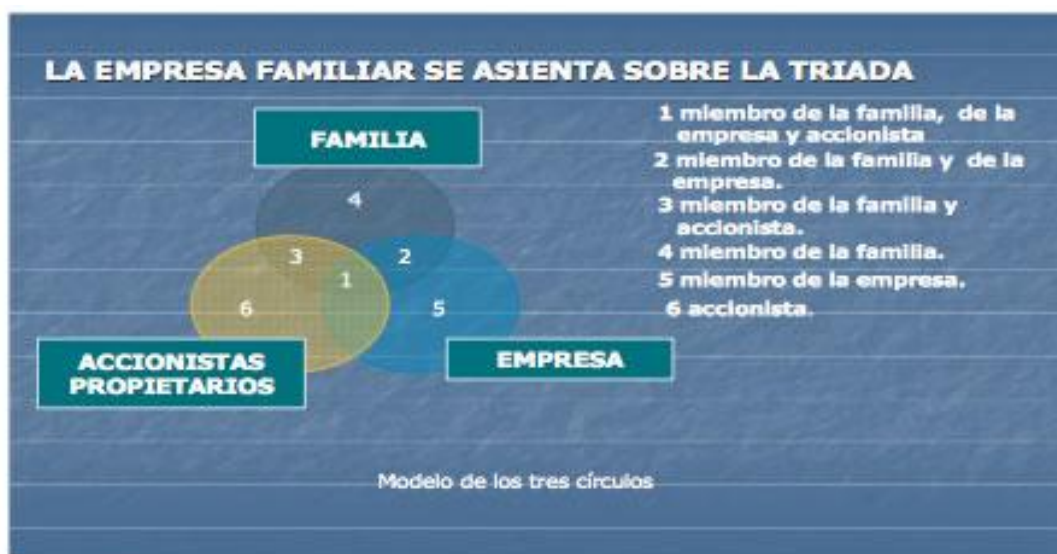 LA EMPRESA FAMILIAR SE ASIENTA SOBRE LA TRIADA
FAMILIA
4
3
2
1
6
5
ACCIONISTAS
PROPIETARIOS
EMPRESA
1 miembro de la familia, de la
empresa y accionista
2 miembro de la familia y de la
empresa.
3 miembro de la familia y
accionista.
4 miembro de la familia.
5 miembro de la empresa.
6 accionista.
Modelo de los tres círculos